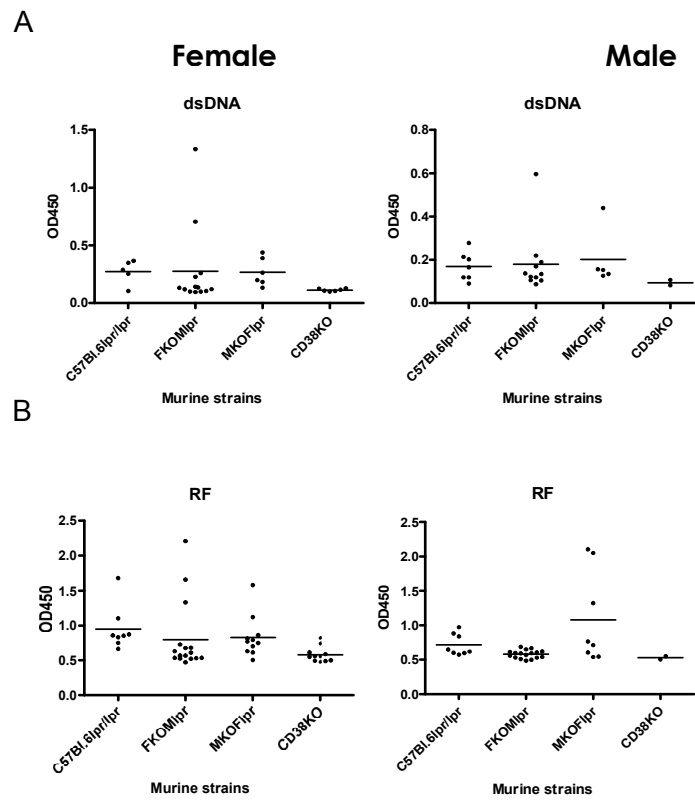 A
Female
Male
dsDNA
OD450
1.5
1.0
0.5
0.0
C57Bl.6lpr/lpr
FKOMlpr
MKOFlpr
CD38KO
Murine strains
dsDNA
OD450
0.8
0.6
0.4
0.2
0.0
C57Bl.6lpr/lpr
FKOMlpr
MKOFlpr
CD38KO
Murine strains
B
RF
OD450
2.5
2.0
1.5
1.0
0.5
0.0
C57Bl.6lpr/lpr
FKOMlpr
MKOFlpr
CD38KO
Murine strains
RF
OD450
2.5
2.0
1.5
1.0
0.5
0.0
C57Bl.6lpr/lpr
FKOMlpr
MKOFlpr
CD38KO
Murine strains